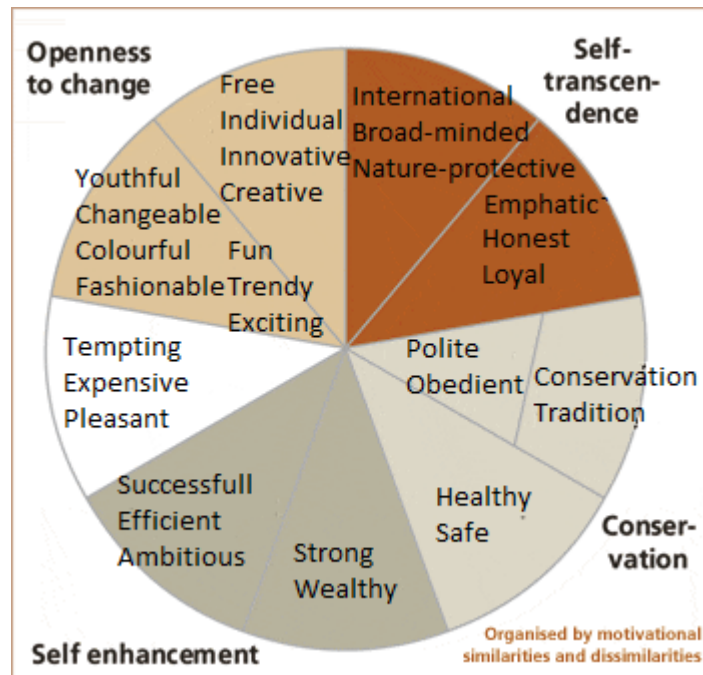 Openness
to change
Self-
transcen-
dence
Free
Individual
Innovative
Creative
International
Broad-minded
Nature-protective
Youthful
Changeable
Colourful
Fashionable
Fun
Trendy
Exciting
Emphatic
Honest
Loyal
Tempting
Expensive
Pleasant
Polite
Obedient
Conservation
Tradition
Successfull
Efficient
Ambitious
Strong
Wealthy
Healthy
Safe
Conser-
vation
Self enhancement
Organised by motivational
similarities and dissimilarities